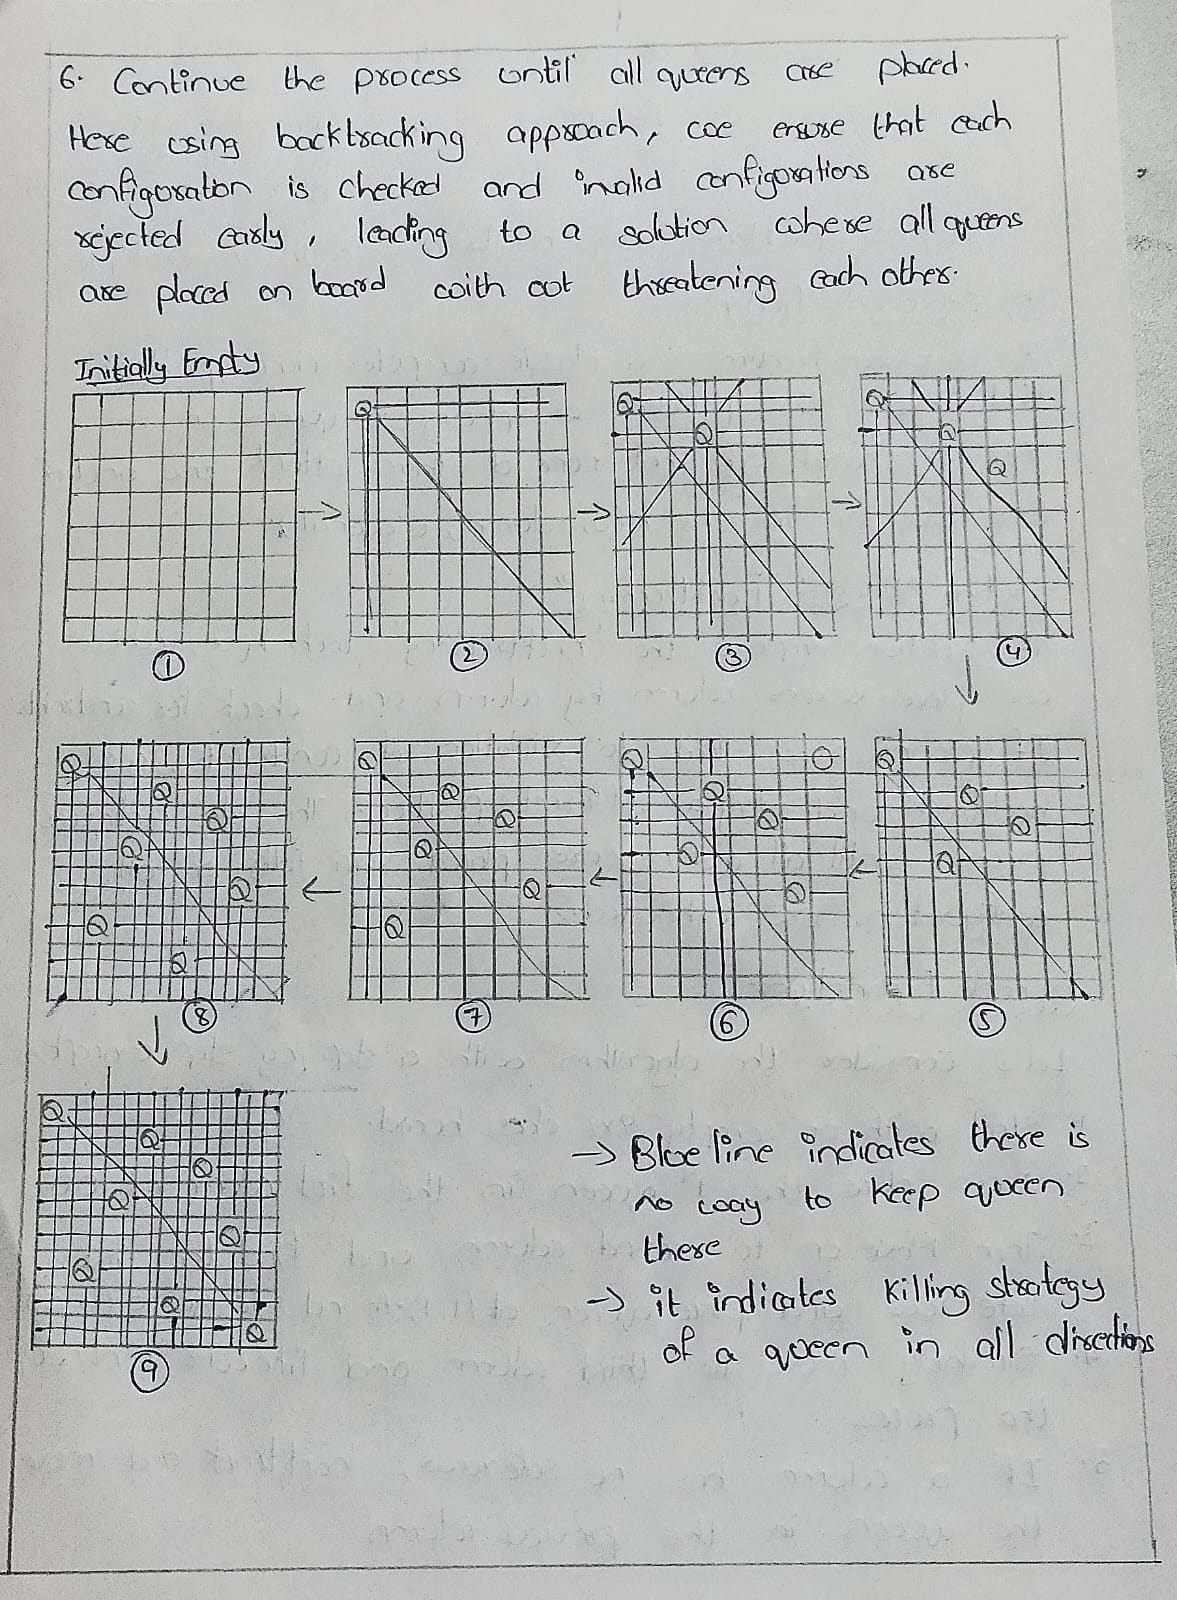 6. Continue the process until all queens are placed.
Here using backtracking approach, we ensure that each
configuration is checked and invalid configurations are
rejected early, leading to a solution where all queens
are placed on board with out threatening each other.
Initially Empty
Q Q Q Q Q Q
1 2 3 4
Q Q Q Q
Q Q Q Q
Q Q Q Q
Q Q Q Q
Q Q Q
Q Q
Q
8 7 6 5
Q
Q
Q
Q
Q
Q
Q
Q
9
→ Blue line indicates there is
no way to keep queen
there
→ it indicates killing strategy
of a queen in all directions